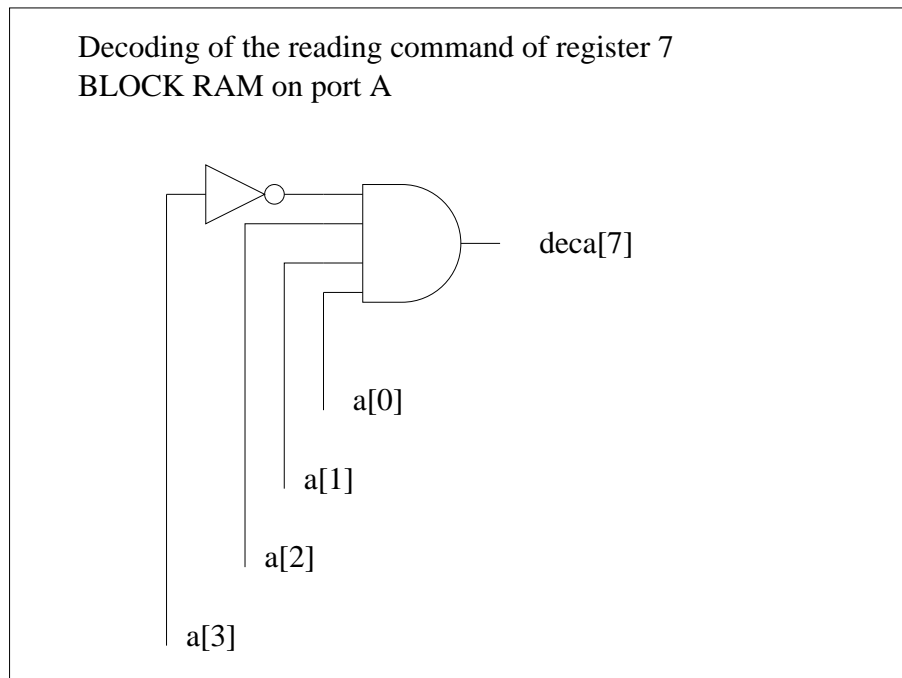 Decoding of the reading command of register 7
BLOCK RAM on port A
deca[7]
a[0]
a[1]
a[2]
a[3]